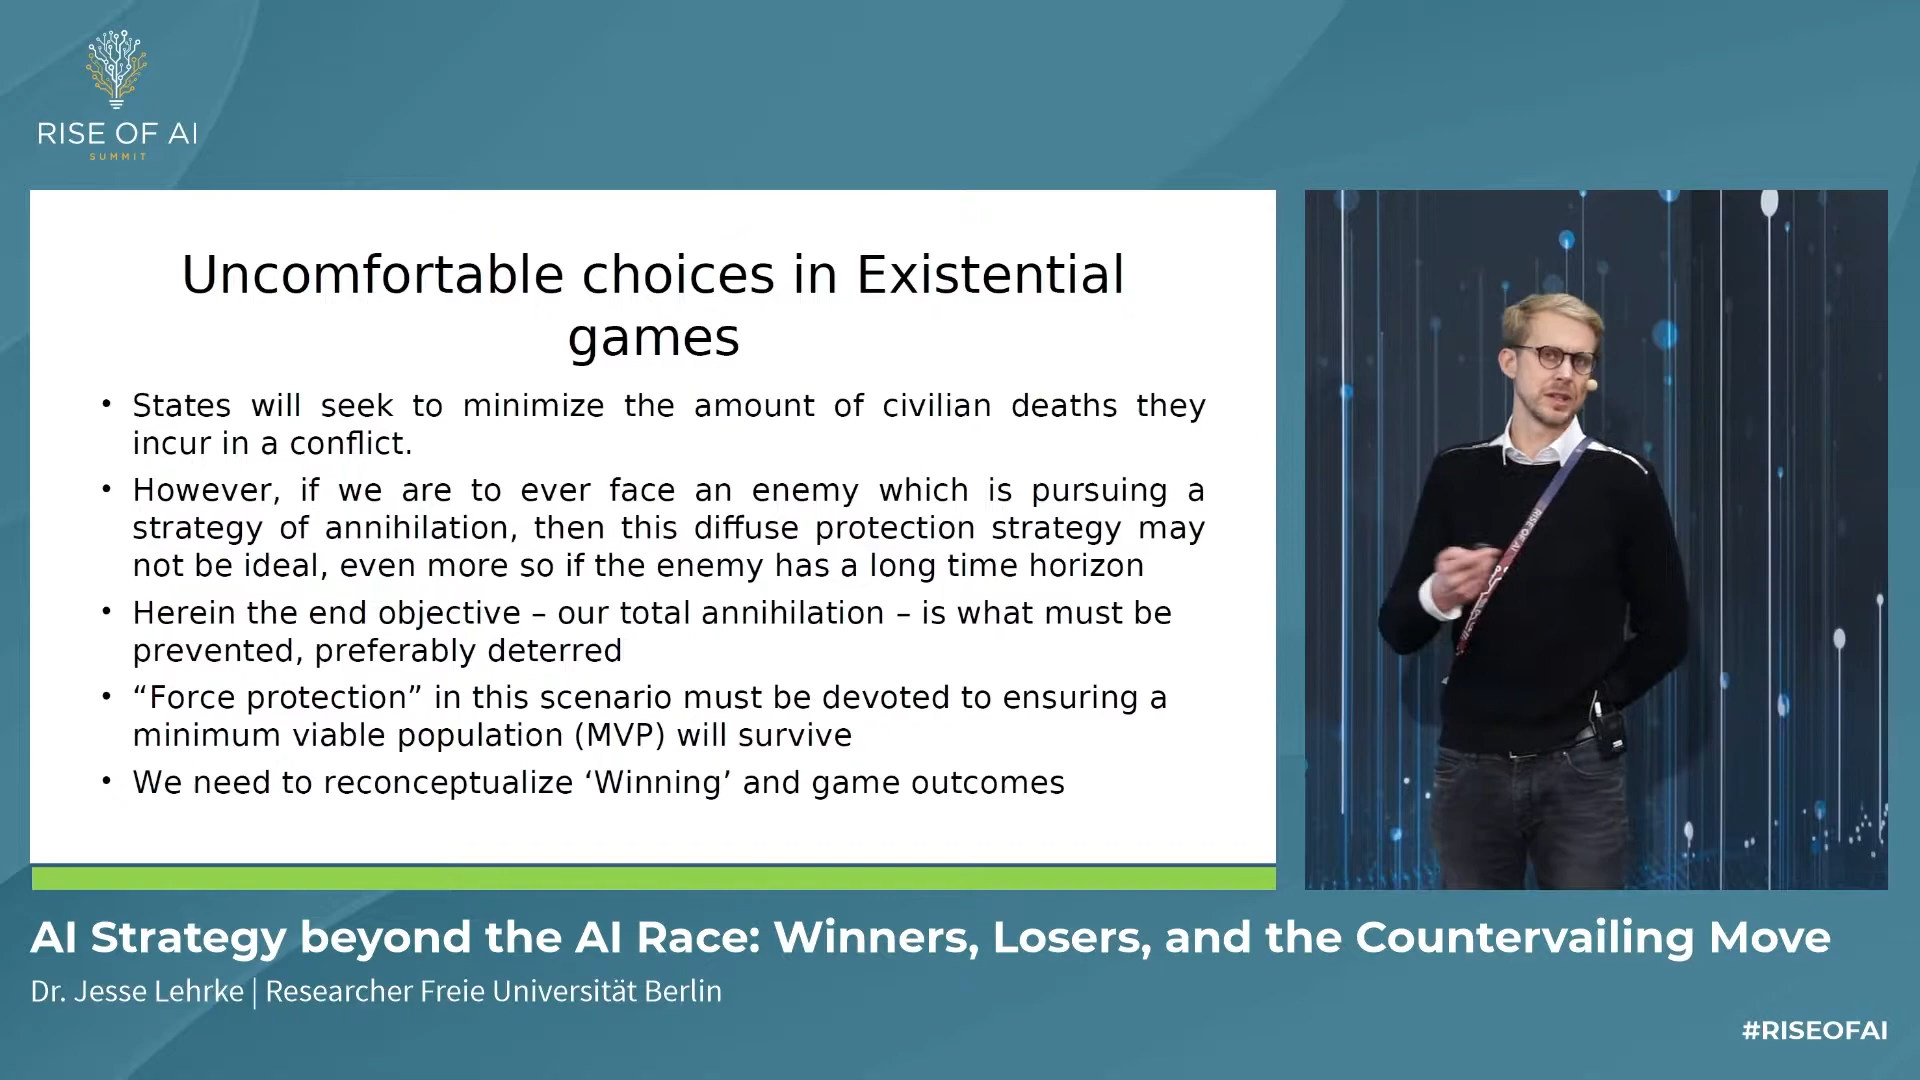 RISE OF AI
SUMMIT
Uncomfortable choices in Existential
games
• States will seek to minimize the amount of civilian deaths they
incur in a conflict.
• However, if we are to ever face an enemy which is pursuing a
strategy of annihilation, then this diffuse protection strategy may
not be ideal, even more so if the enemy has a long time horizon
• Herein the end objective – our total annihilation – is what must be
prevented, preferably deterred
• “Force protection” in this scenario must be devoted to ensuring a
minimum viable population (MVP) will survive
• We need to reconceptualize ‘Winning’ and game outcomes
RISE OF AI
AI Strategy beyond the AI Race: Winners, Losers, and the Countervailing Move
Dr. Jesse Lehrke | Researcher Freie Universität Berlin
#RISEOFAI